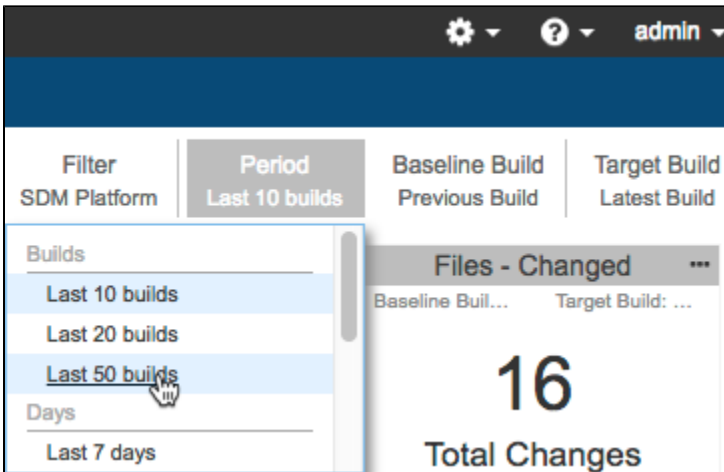 admin
Filter
SDM Platform
Period
Last 10 builds
Baseline Build
Previous Build
Target Build
Latest Build
Builds
Last 10 builds
Last 20 builds
Last 50 builds
Days
Last 7 days
Files - Changed ...
Baseline Buil... Target Build: ...
16
Total Changes